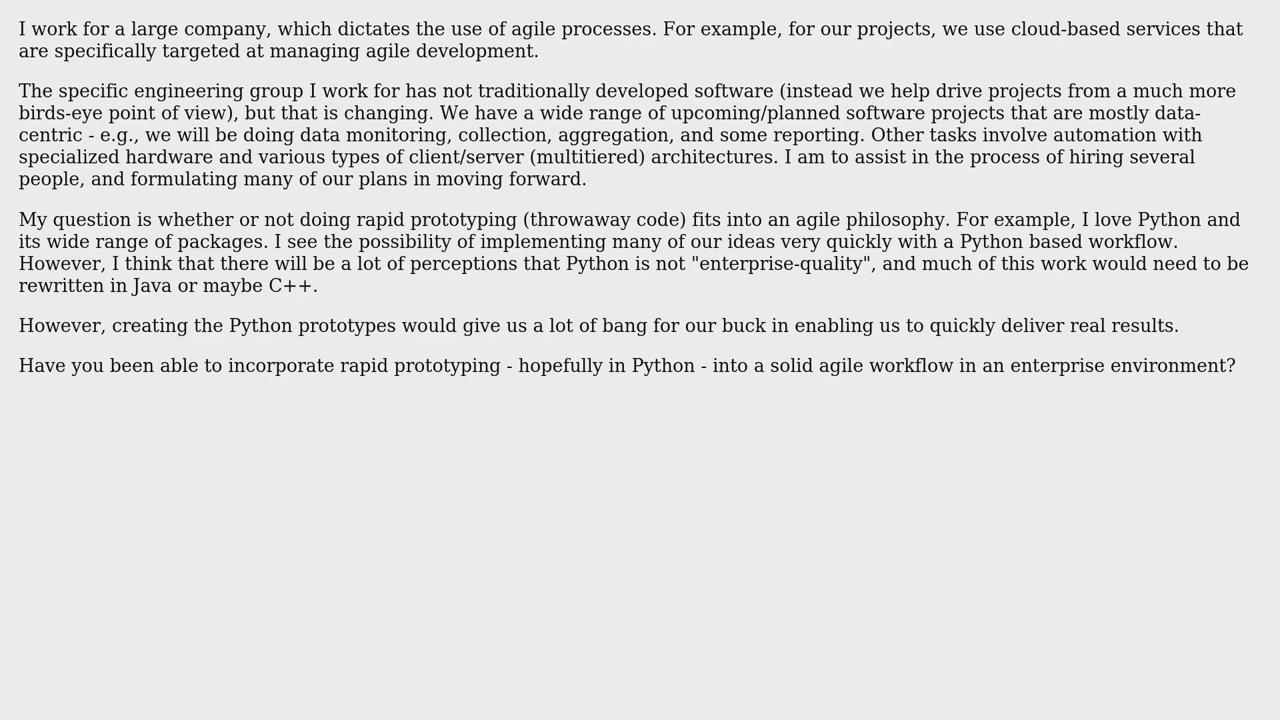 I work for a large company, which dictates the use of agile processes. For example, for our projects, we use cloud-based services that
are specifically targeted at managing agile development.
The specific engineering group I work for has not traditionally developed software (instead we help drive projects from a much more
birds-eye point of view), but that is changing. We have a wide range of upcoming/planned software projects that are mostly data-
centric - e.g., we will be doing data monitoring, collection, aggregation, and some reporting. Other tasks involve automation with
specialized hardware and various types of client/server (multitiered) architectures. I am to assist in the process of hiring several
people, and formulating many of our plans in moving forward.
My question is whether or not doing rapid prototyping (throwaway code) fits into an agile philosophy. For example, I love Python and
its wide range of packages. I see the possibility of implementing many of our ideas very quickly with a Python based workflow.
However, I think that there will be a lot of perceptions that Python is not "enterprise-quality", and much of this work would need to be
rewritten in Java or maybe C++.
However, creating the Python prototypes would give us a lot of bang for our buck in enabling us to quickly deliver real results.
Have you been able to incorporate rapid prototyping - hopefully in Python - into a solid agile workflow in an enterprise environment?